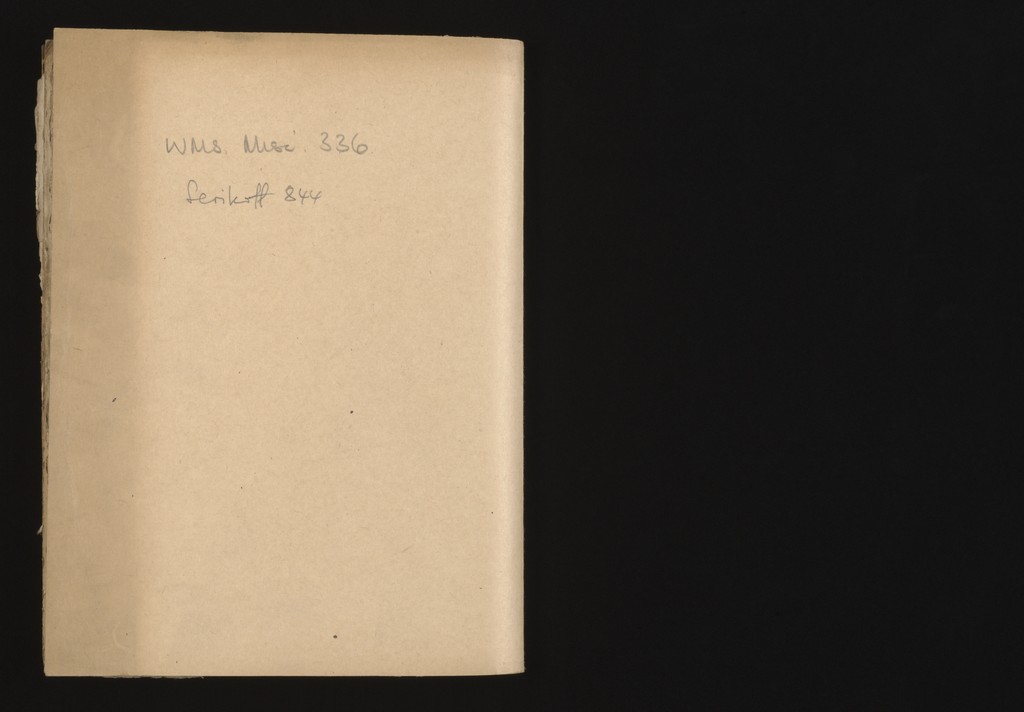 WMS. Misc. 336
Serikoff 844